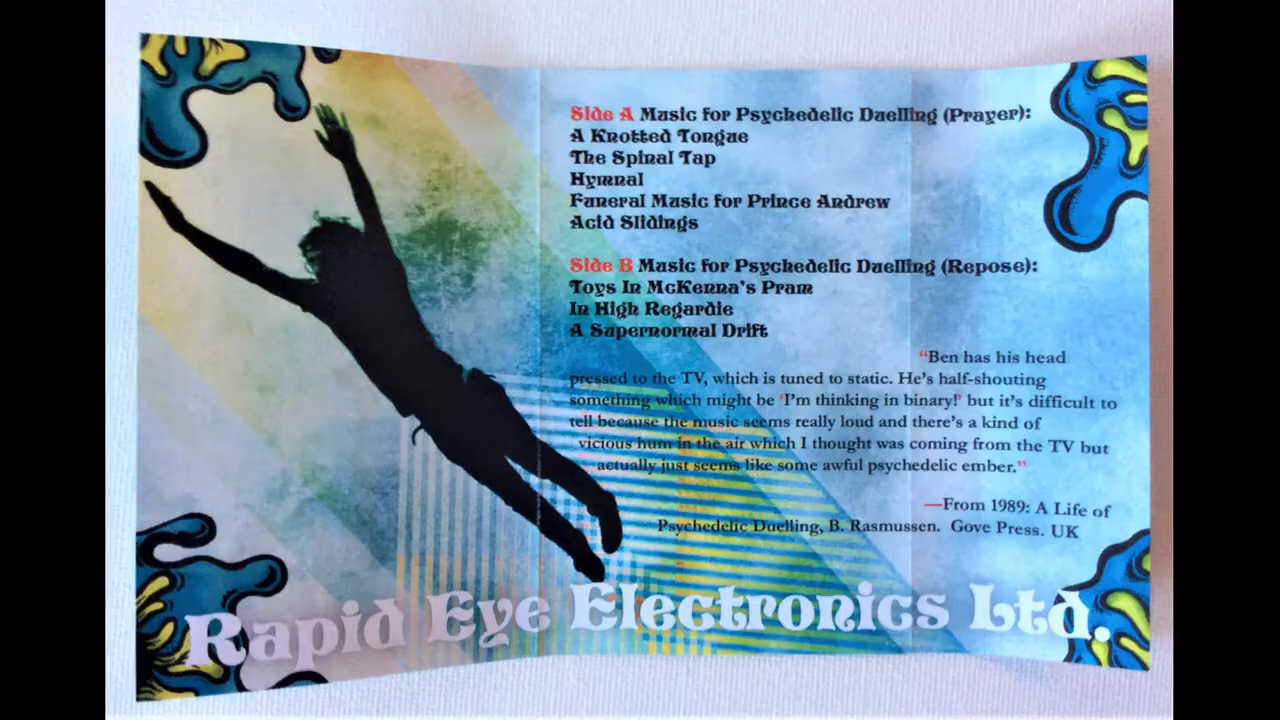 Side A Music for Psychedelic Duelling (Prayer):
A Knotted Tongue
The Spinal Tap
Hymnal
Funeral Music for Prince Andrew
Acid Slidings
Side B Music for Psychedelic Duelling (Repose):
Toys In McKenna's Pram
In High Regardie
A Supernormal Drift
“Ben has his head
pressed to the TV, which is tuned to static. He's half-shouting
something which might be 'I'm thinking in binary!' but it's difficult to
tell because the music seems really loud and there's a kind of
vicious hum in the air which I thought was coming from the TV but
actually just seems like some awful psychedelic ember.”
—From 1989: A Life of
Psychedelic Duelling, B. Rasmussen. Gove Press. UK
Rapid Eye Electronics Ltd.